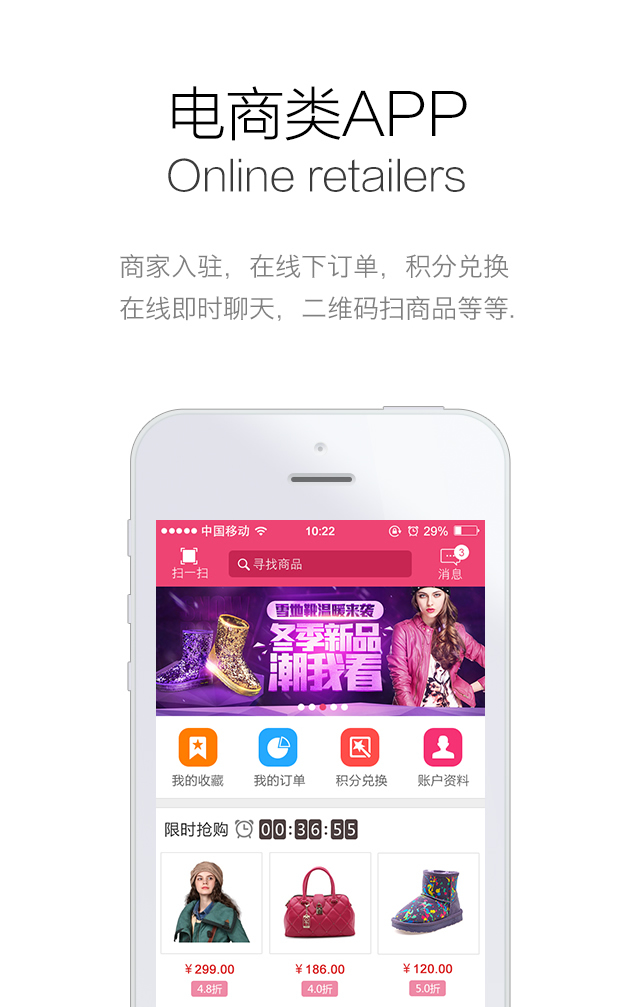 电商类APP
Online retailers
商家入驻，在线下订单，积分兑换
在线即时聊天，二维码扫商品等等.
中国移动 10:22 29%
扫一扫 寻找商品 3 消息
雪地靴温暖来袭
冬季新品
潮我看
我的收藏 我的订单 积分兑换 账户资料
限时抢购 00:36:55
¥299.00 ¥186.00 ¥120.00
4.8折 4.0折 5.0折